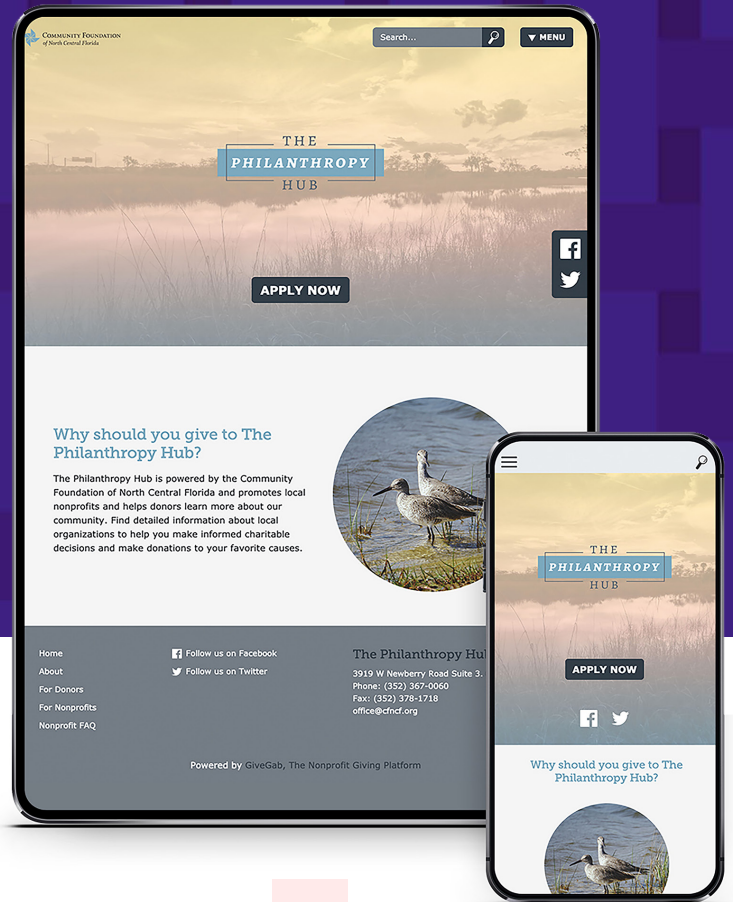 COMMUNITY FOUNDATION
of North Central Florida
Search...
▼ MENU
THE
PHILANTHROPY
HUB
APPLY NOW
Why should you give to The
Philanthropy Hub?
The Philanthropy Hub is powered by the Community
Foundation of North Central Florida and promotes local
nonprofits and helps donors learn more about our
community. Find detailed information about local
organizations to help you make informed charitable
decisions and make donations to your favorite causes.
Home
About
For Donors
For Nonprofits
Nonprofit FAQ
Follow us on Facebook
Follow us on Twitter
The Philanthropy Hub
3919 W Newberry Road Suite 3.
Phone: (352) 367-0060
Fax: (352) 378-1718
office@cfncf.org
Powered by GiveGab, The Nonprofit Giving Platform
THE
PHILANTHROPY
HUB
APPLY NOW
Why should you give to The
Philanthropy Hub?